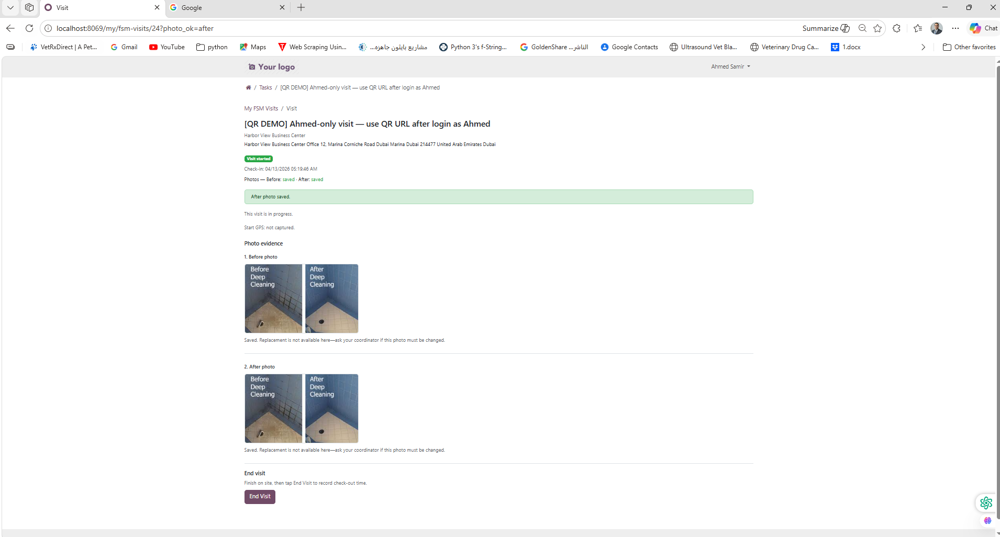 Visit
Google
localhost:8069/my/fsm-visits/24?photo_ok=after
Summarize
Chat
VetRxDirect | A Pet...
Gmail
YouTube
python
Maps
Web Scraping Usin...
مشاريع بايثون جاهزه...
Python 3's f-String...
GoldenShare ...الناشر
Google Contacts
Ultrasound Vet Bla...
Veterinary Drug Ca...
1.docx
Other favorites
Your logo
Ahmed Samir
/ Tasks / [QR DEMO] Ahmed-only visit — use QR URL after login as Ahmed
My FSM Visits / Visit
[QR DEMO] Ahmed-only visit — use QR URL after login as Ahmed
Harbor View Business Center
Harbor View Business Center Office 12, Marina Corniche Road Dubai Marina Dubai 214477 United Arab Emirates Dubai
Visit started
Check-in: 04/13/2026 05:19:46 AM
Photos — Before: saved · After: saved
After photo saved.
This visit is in progress.
Start GPS: not captured.
Photo evidence
1. Before photo
Before
Deep
Cleaning
After
Deep
Cleaning
Saved. Replacement is not available here—ask your coordinator if this photo must be changed.
2. After photo
Before
Deep
Cleaning
After
Deep
Cleaning
Saved. Replacement is not available here—ask your coordinator if this photo must be changed.
End visit
Finish on site, then tap End Visit to record check-out time.
End Visit